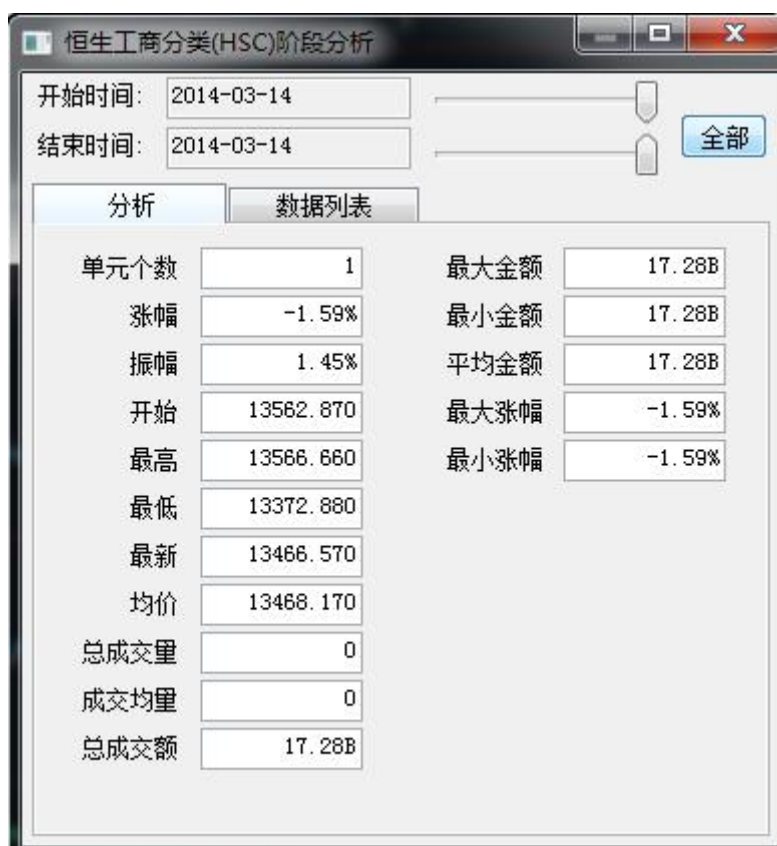 恒生工商分类(HSC)阶段分析
开始时间: 2014-03-14
结束时间: 2014-03-14
全部
分析 数据列表
单元个数 1 最大金额 17.28B
涨幅 -1.59% 最小金额 17.28B
振幅 1.45% 平均金额 17.28B
开始 13562.870 最大涨幅 -1.59%
最高 13566.660 最小涨幅 -1.59%
最低 13372.880
最新 13466.570
均价 13468.170
总成交量 0
成交均量 0
总成交额 17.28B